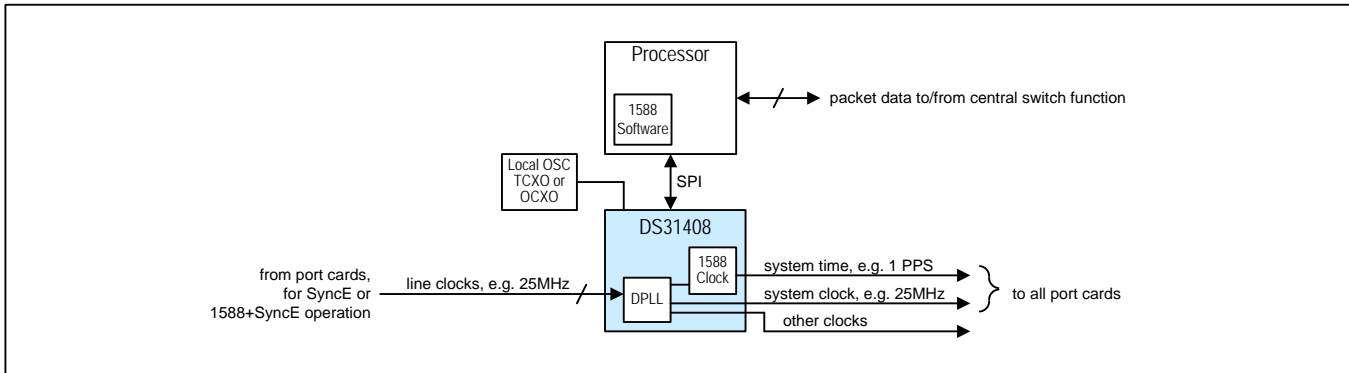 Processor
1588
Software
packet data to/from central switch function
Local OSC
TCXO or
OCXO
SPI
DS31408
from port cards,
for SyncE or
1588+SyncE operation
line clocks, e.g. 25MHz
DPLL
1588
Clock
system time, e.g. 1 PPS
system clock, e.g. 25MHz
other clocks
to all port cards